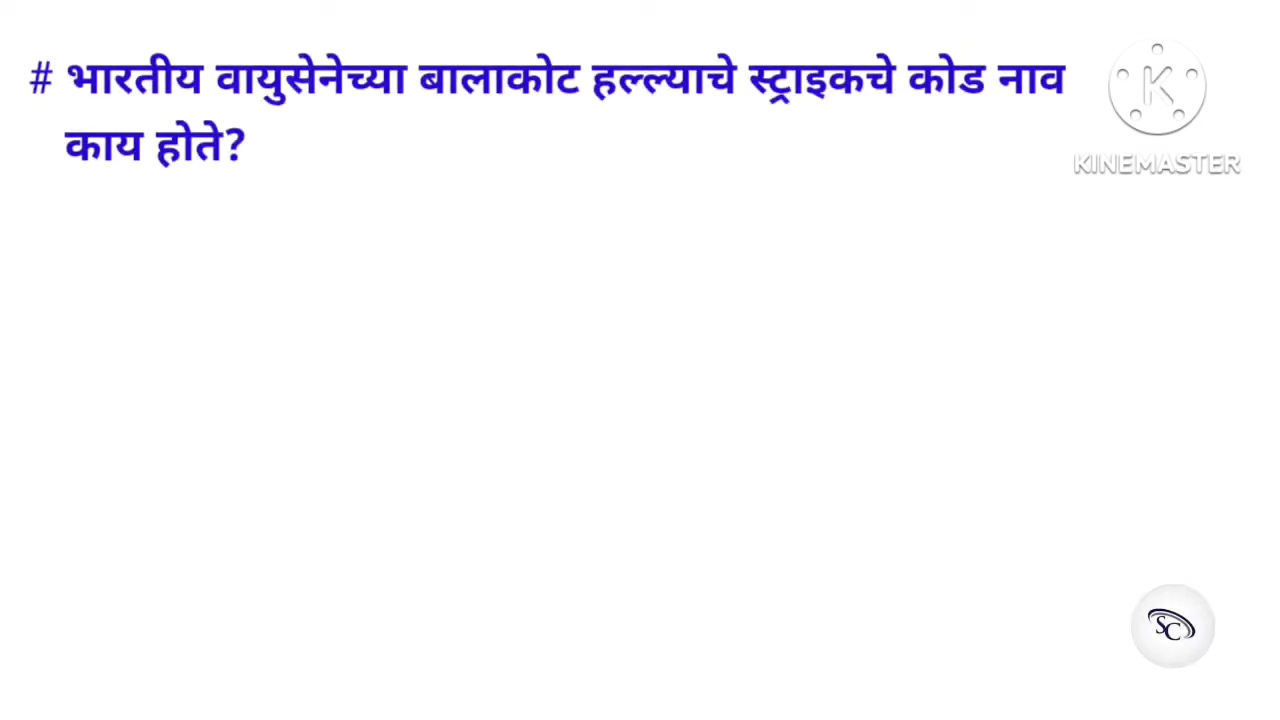 # भारतीय वायुसेनेच्या बालाकोट हल्ल्याचे स्ट्राइकचे कोड नाव
काय होते?
K
KINEMASTER
SC